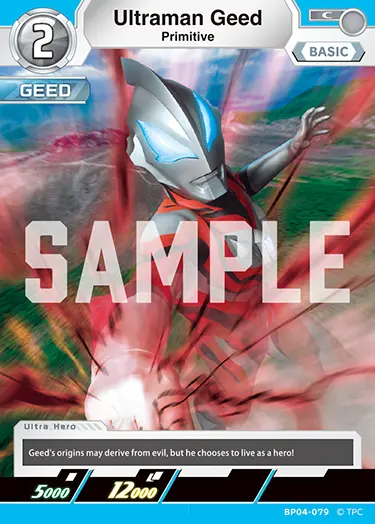 Ultraman Geed
Primitive
2
C
BASIC
GEED
SAMPLE
Ultra Hero
Geed's origins may derive from evil, but he chooses to live as a hero!
5000
12000
BP04-079 © TPC